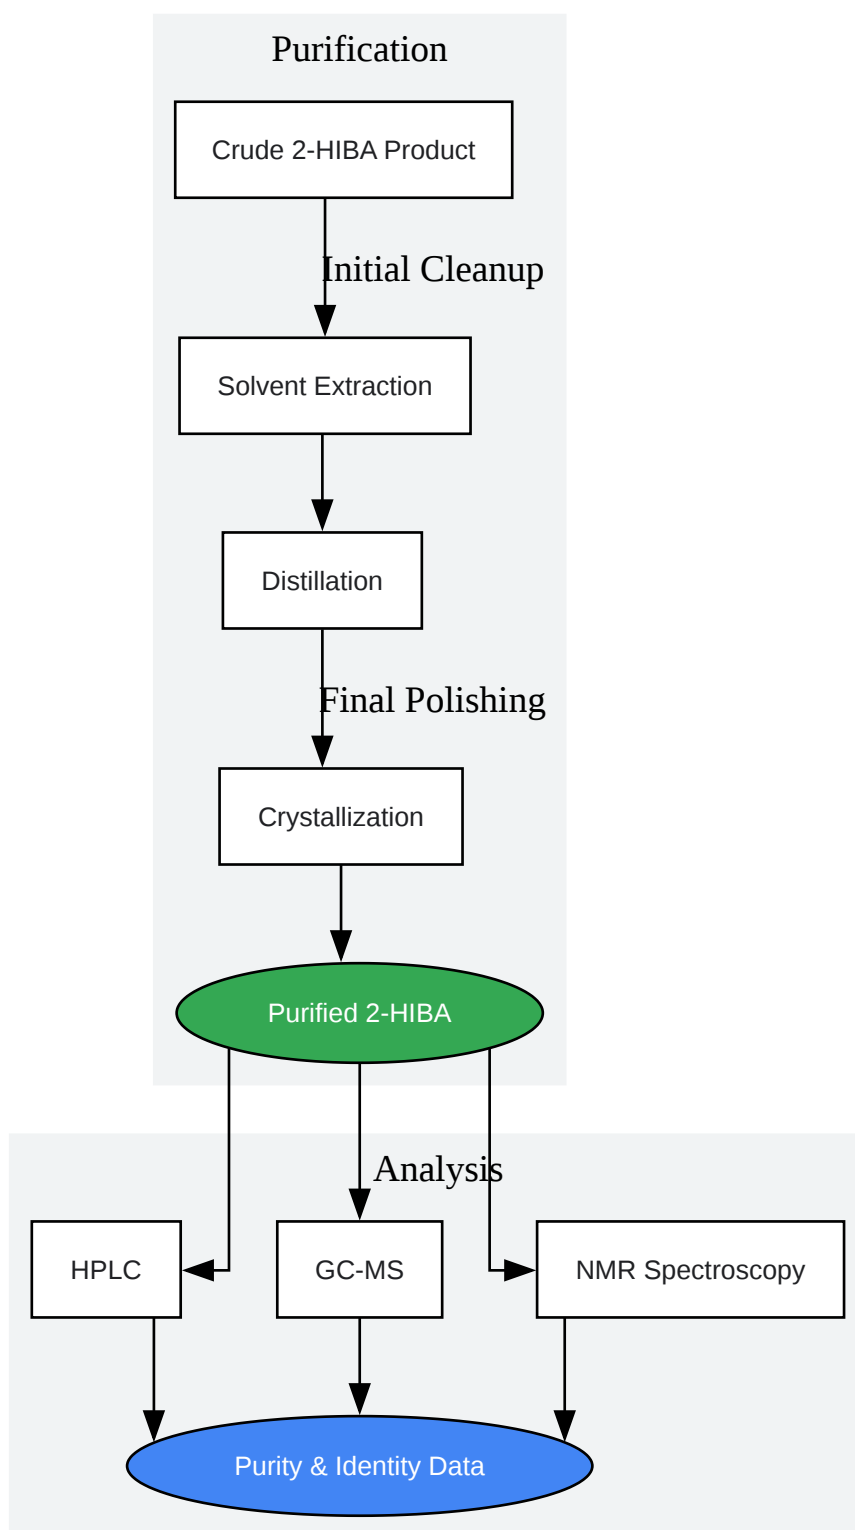 Purification
Crude 2-HIBA Product
Initial Cleanup
Solvent Extraction
Distillation
Final Polishing
Crystallization
Purified 2-HIBA
Analysis
HPLC
GC-MS
NMR Spectroscopy
Purity & Identity Data